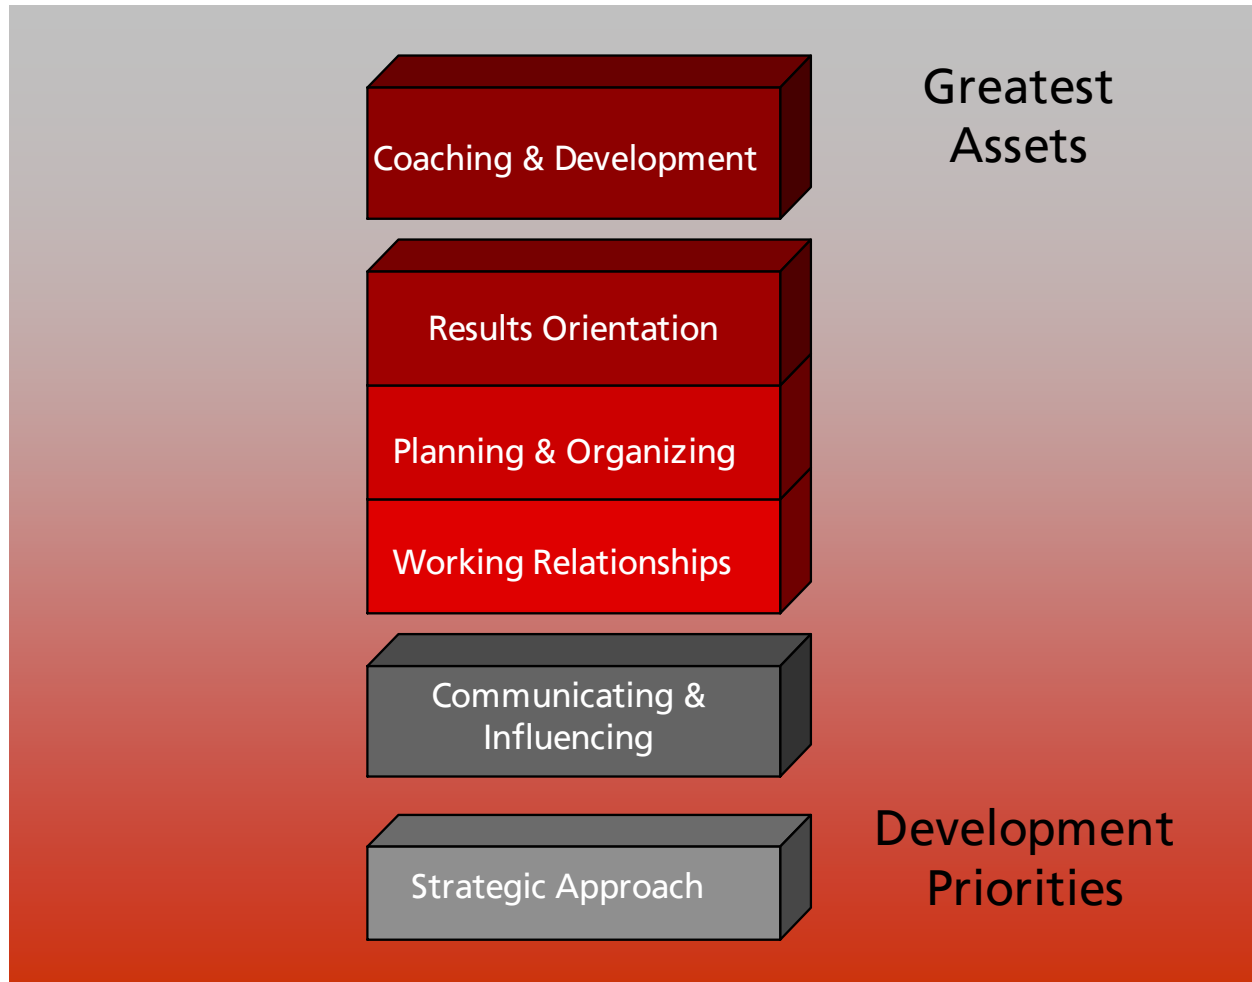 Greatest
Assets
Coaching & Development
Results Orientation
Planning & Organizing
Working Relationships
Communicating &
Influencing
Development
Priorities
Strategic Approach